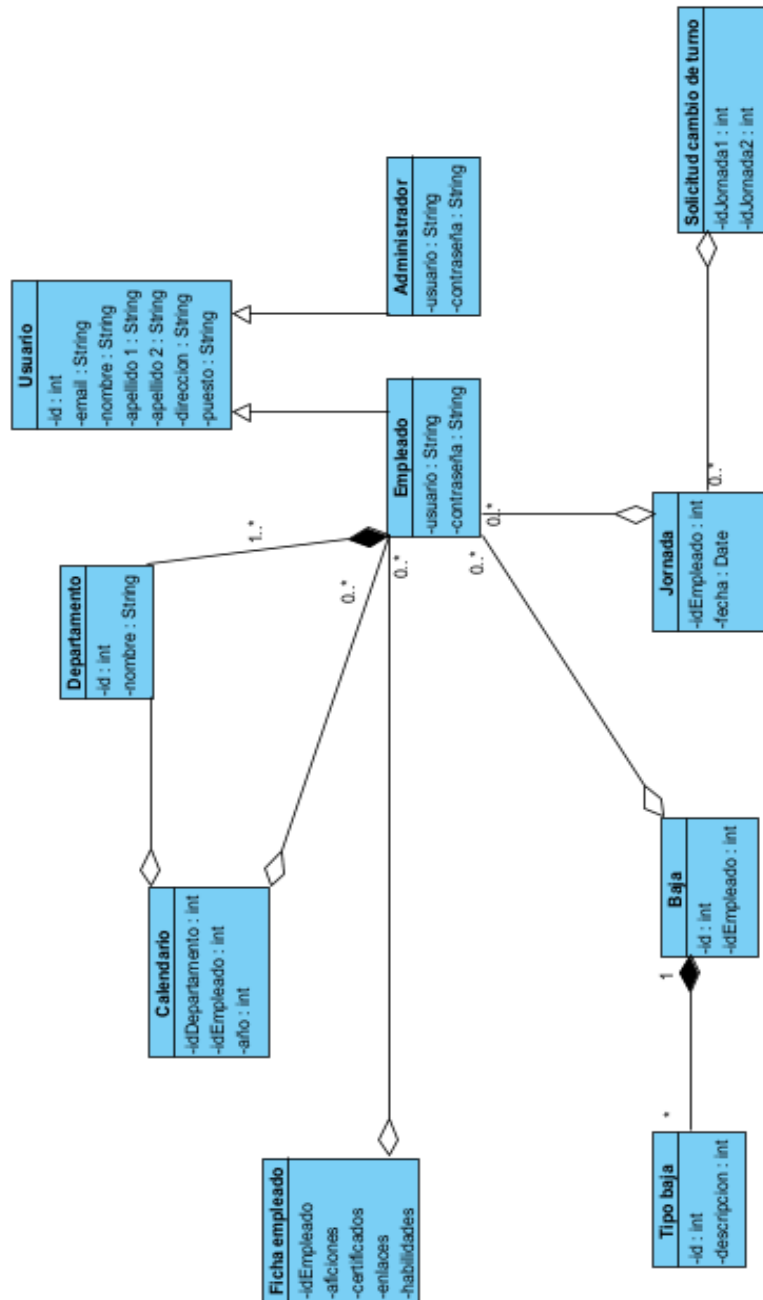 Usuario
-id : int
-email : String
-nombre : String
-apellido 1 : String
-apellido 2 : String
-direccion : String
-puesto : String
Departamento
-id : int
-nombre : String
1..*
Calendario
-idDepartamento : int
-idEmpleado : int
-año : int
0..*
Ficha empleado
-idEmpleado
-aficiones
-certificados
-enlaces
-habilidades
0..*
Empleado
-usuario : String
-contraseña : String
Administrador
-usuario : String
-contraseña : String
0..*
0..*
Tipo baja
-id : int
-descripcion : int
*
1
Baja
-id : int
-idEmpleado : int
Jornada
-idEmpleado : int
-fecha : Date
0..*
Solicitud cambio de turno
-idJornada1 : int
-idJornada2 : int